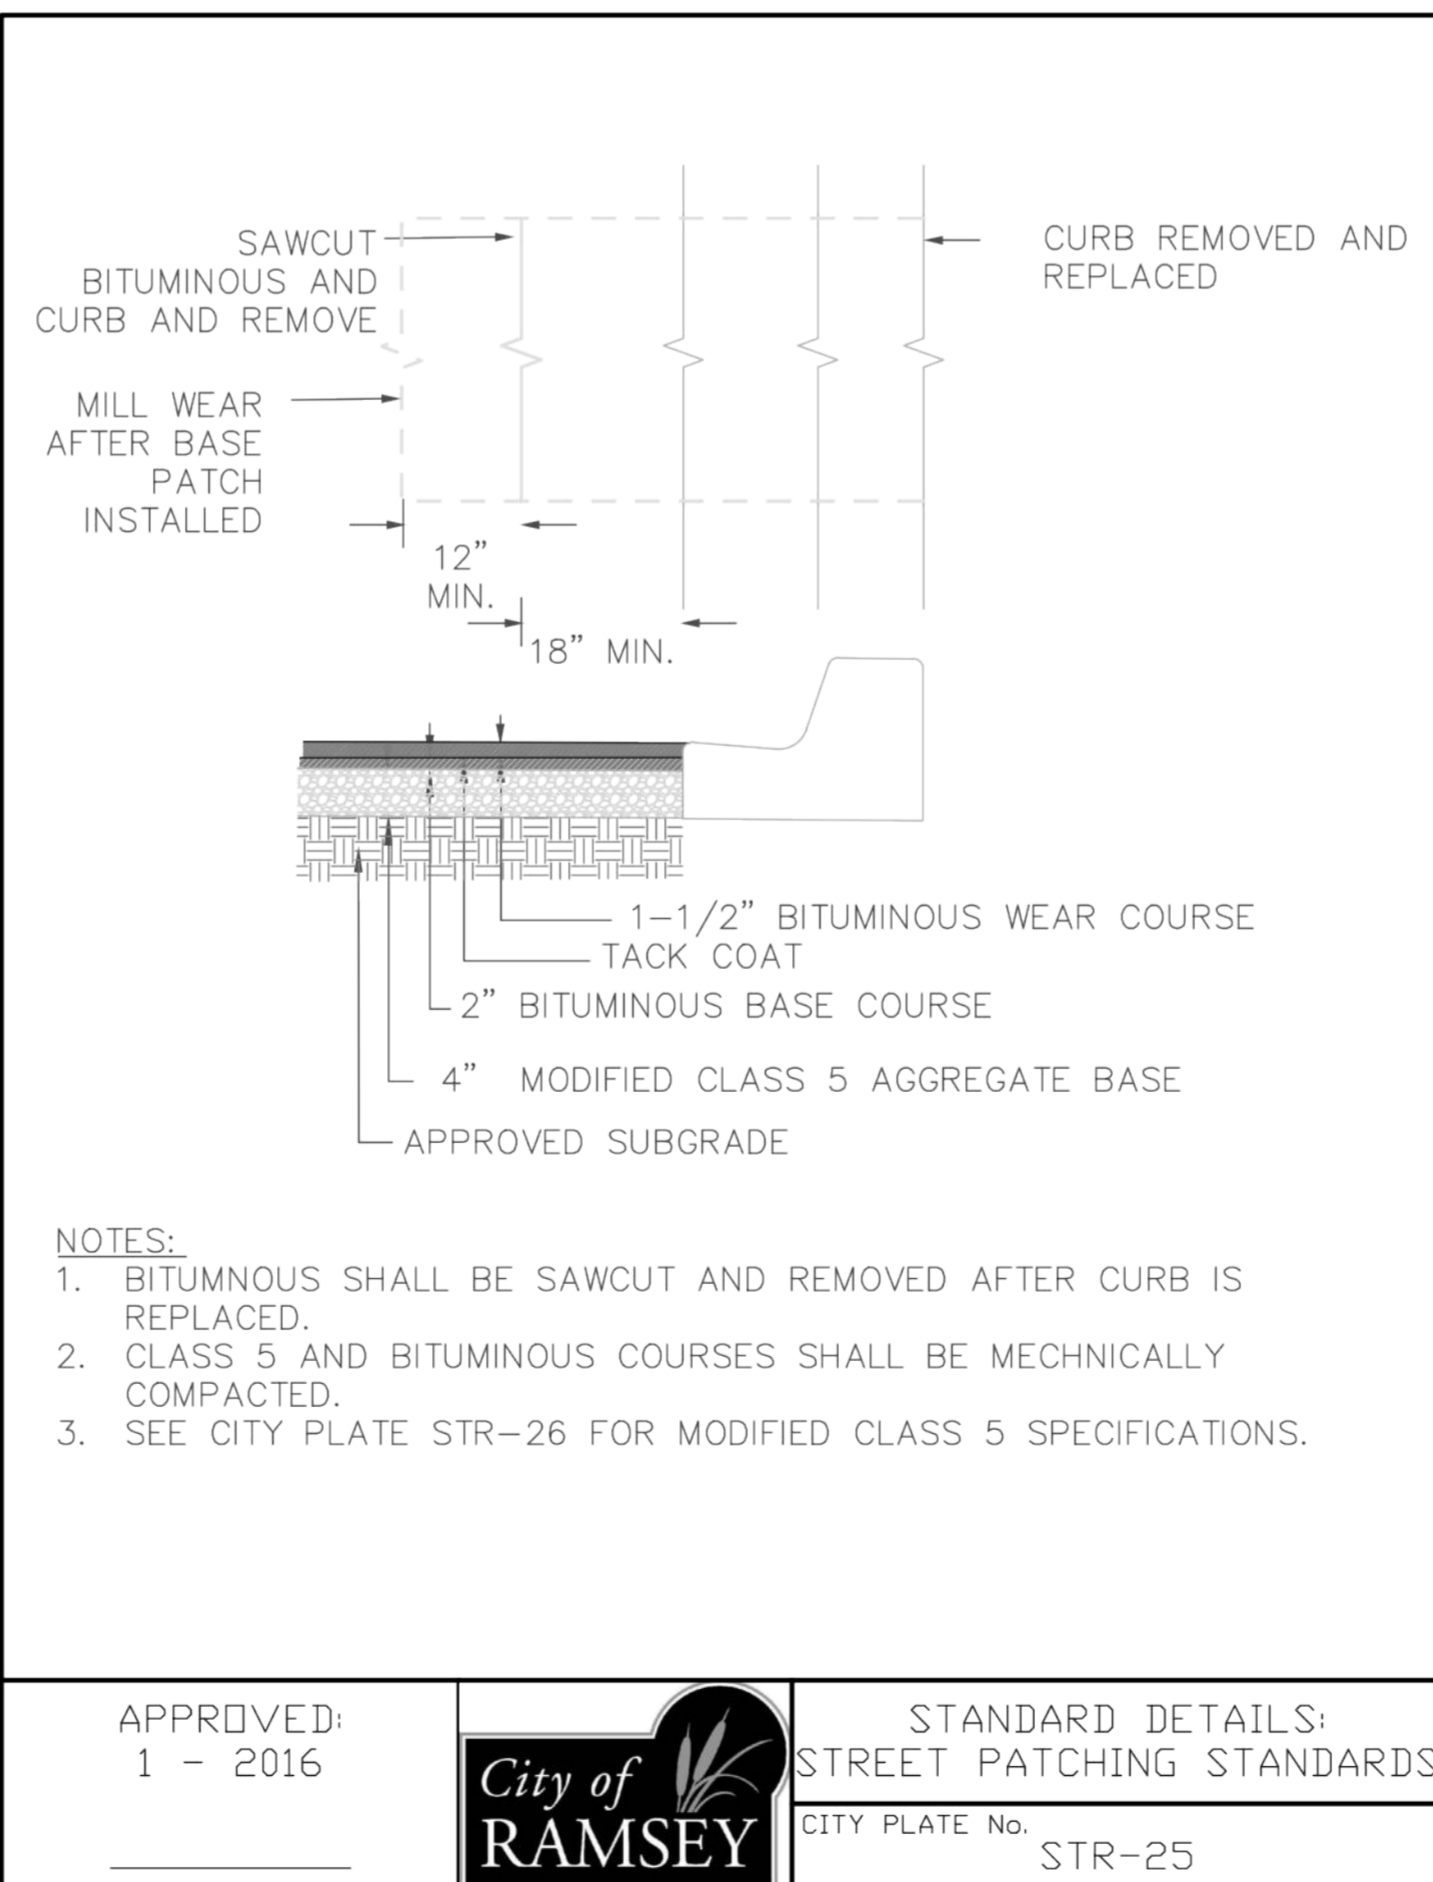 SAWCUT
BITUMINOUS AND
CURB AND REMOVE
CURB REMOVED AND
REPLACED
MILL WEAR
AFTER BASE
PATCH
INSTALLED
12”
MIN.
18” MIN.
1-1/2” BITUMINOUS WEAR COURSE
TACK COAT
2” BITUMINOUS BASE COURSE
4” MODIFIED CLASS 5 AGGREGATE BASE
APPROVED SUBGRADE
NOTES:
1. BITUMNOUS SHALL BE SAWCUT AND REMOVED AFTER CURB IS
REPLACED.
2. CLASS 5 AND BITUMINOUS COURSES SHALL BE MECHNICALLY
COMPACTED.
3. SEE CITY PLATE STR-26 FOR MODIFIED CLASS 5 SPECIFICATIONS.
APPROVED:
1 - 2016
City of
RAMSEY
STANDARD DETAILS:
STREET PATCHING STANDARDS
CITY PLATE No.
STR-25